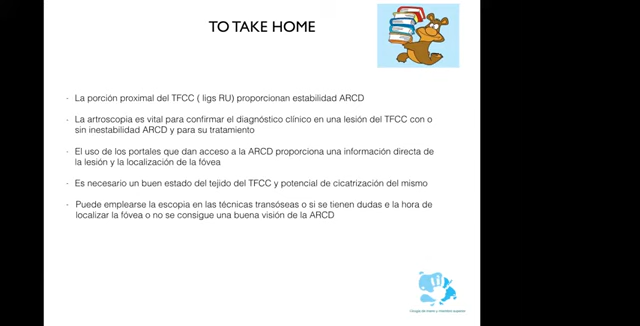 TO TAKE HOME
- La porción proximal del TFCC ( ligs RU) proporcionan estabilidad ARCD
- La artroscopia es vital para confirmar el diagnóstico clínico en una lesión del TFCC con o
sin inestabilidad ARCD y para su tratamiento
- El uso de los portales que dan acceso a la ARCD proporciona una información directa de
la lesión y la localización de la fóvea
- Es necesario un buen estado del tejido del TFCC y potencial de cicatrización del mismo
- Puede emplearse la escopia en las técnicas transóseas o si se tienen dudas e la hora de
localizar la fóvea o no se consigue una buena visión de la ARCD
Cirugía de mano y miembro superior